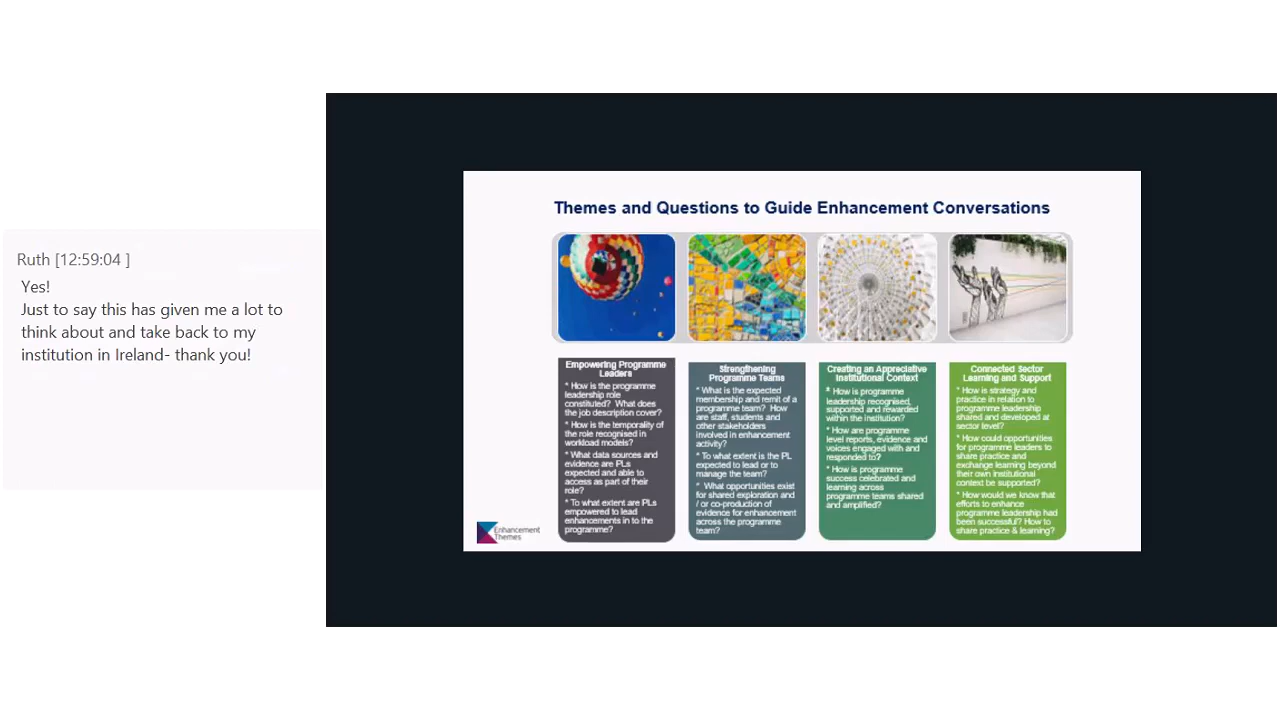 Ruth [12:59:04 ]
Yes!
Just to say this has given me a lot to
think about and take back to my
institution in Ireland- thank you!
Themes and Questions to Guide Enhancement Conversations
Empowering Programme
Leaders
* How is the programme
leadership role
constituted? What does
the job description cover?
* How is the temporality of
the role recognised in
workload models?
* What data sources and
evidence are PLs
expected and able to
access as part of their
role?
* To what extent are PLs
empowered to lead
enhancements in to the
programme?
Strengthening
Programme Teams
* What is the expected
membership and remit of a
programme team? How
are staff, students and
other stakeholders
involved in enhancement
activity?
* To what extent is the PL
expected to lead or to
manage the team?
* What opportunities exist
for shared exploration and
/ or co-production of
evidence for enhancement
across the programme
team?
Creating an Appreciative
Institutional Context
* How is programme
leadership recognised,
supported and rewarded
within the institution?
* How are programme
level reports, evidence and
voices engaged with and
responded to?
* How is programme
success celebrated and
learning across
programme teams shared
and amplified?
Connected Sector
Learning and Support
* How is strategy and
practice in relation to
programme leadership
shared and developed at
sector level?
* How could opportunities
for programme leaders to
share practice and
exchange learning beyond
their own institutional
context be supported?
* How would we know that
efforts to enhance
programme leadership had
been successful? How to
share practice & learning?
Enhancement
Themes